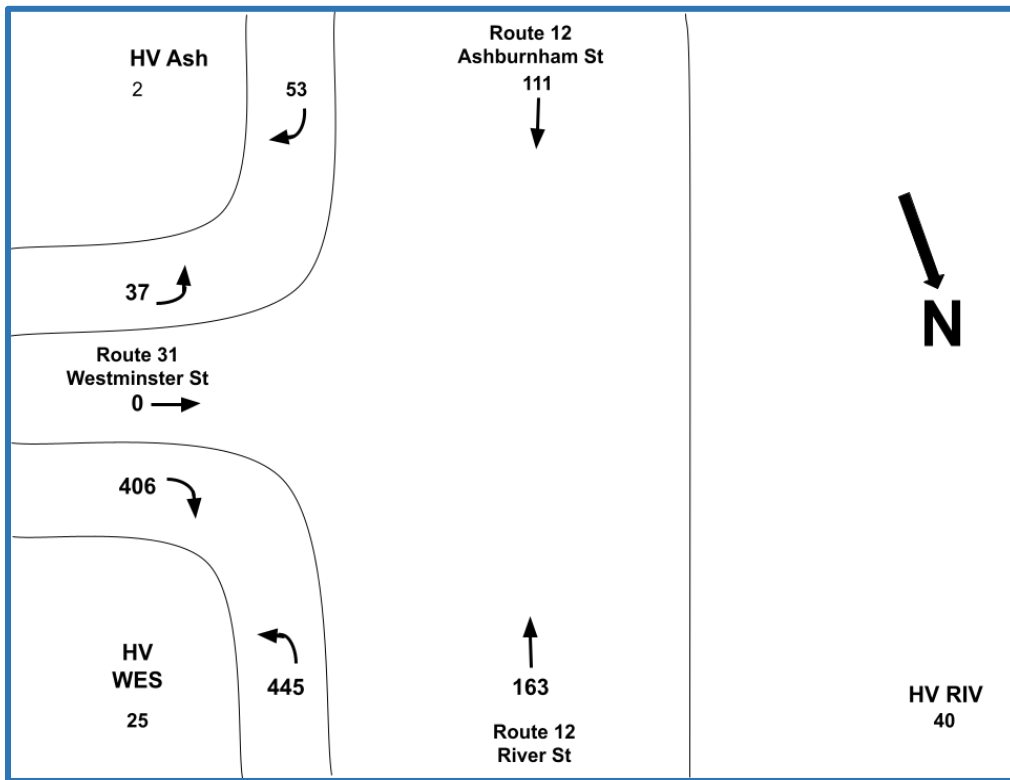 HV Ash
2
53
Route 12
Ashburnham St
111
37
N
Route 31
Westminster St
0
406
HV
WES
25
445
163
Route 12
River St
HV RIV
40